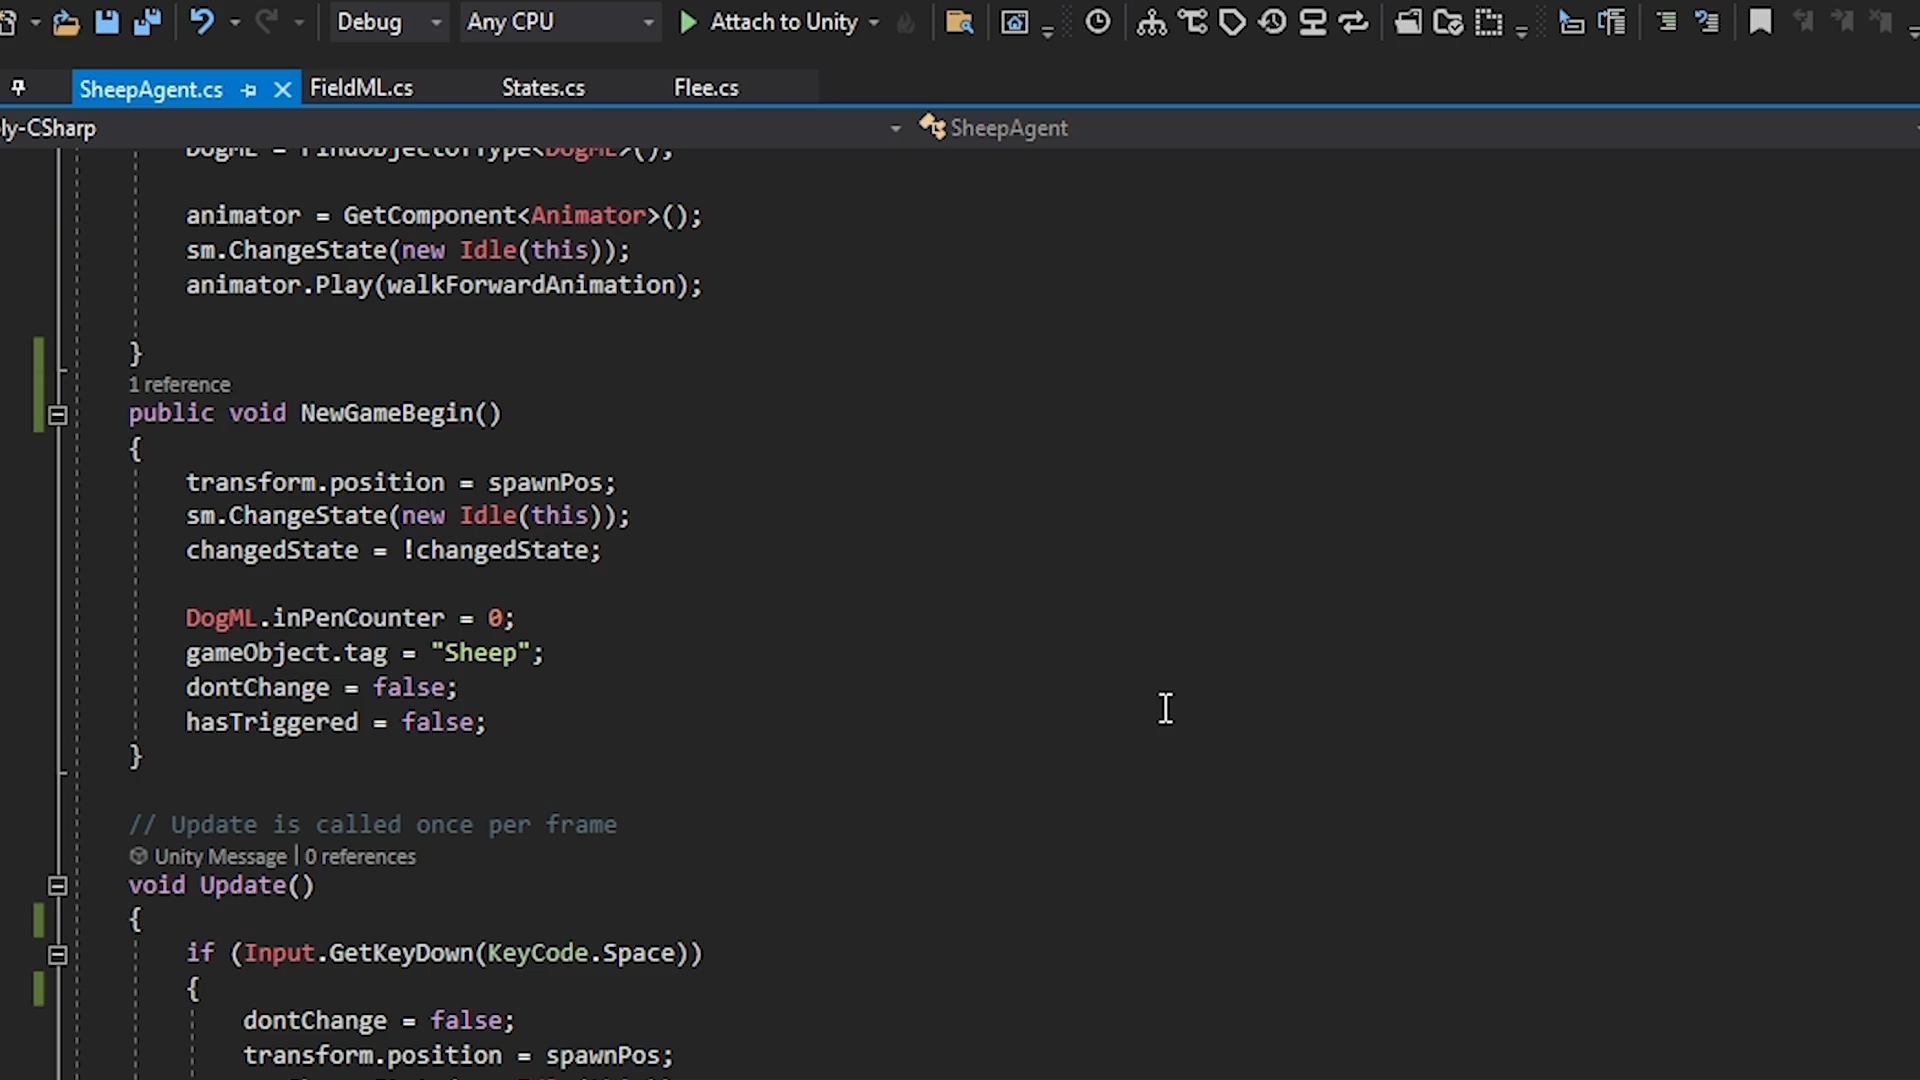 Debug Any CPU Attach to Unity
SheepAgent.cs FieldML.cs States.cs Flee.cs
ly-CSharp SheepAgent
DogML = FindObjectOfType<DogML>();
animator = GetComponent<Animator>();
sm.ChangeState(new Idle(this));
animator.Play(walkForwardAnimation);
}
1 reference
public void NewGameBegin()
{
transform.position = spawnPos;
sm.ChangeState(new Idle(this));
changedState = !changedState;
DogML.inPenCounter = 0;
gameObject.tag = "Sheep";
dontChange = false;
hasTriggered = false;
}
// Update is called once per frame
Unity Message | 0 references
void Update()
{
if (Input.GetKeyDown(KeyCode.Space))
{
dontChange = false;
transform.position = spawnPos;